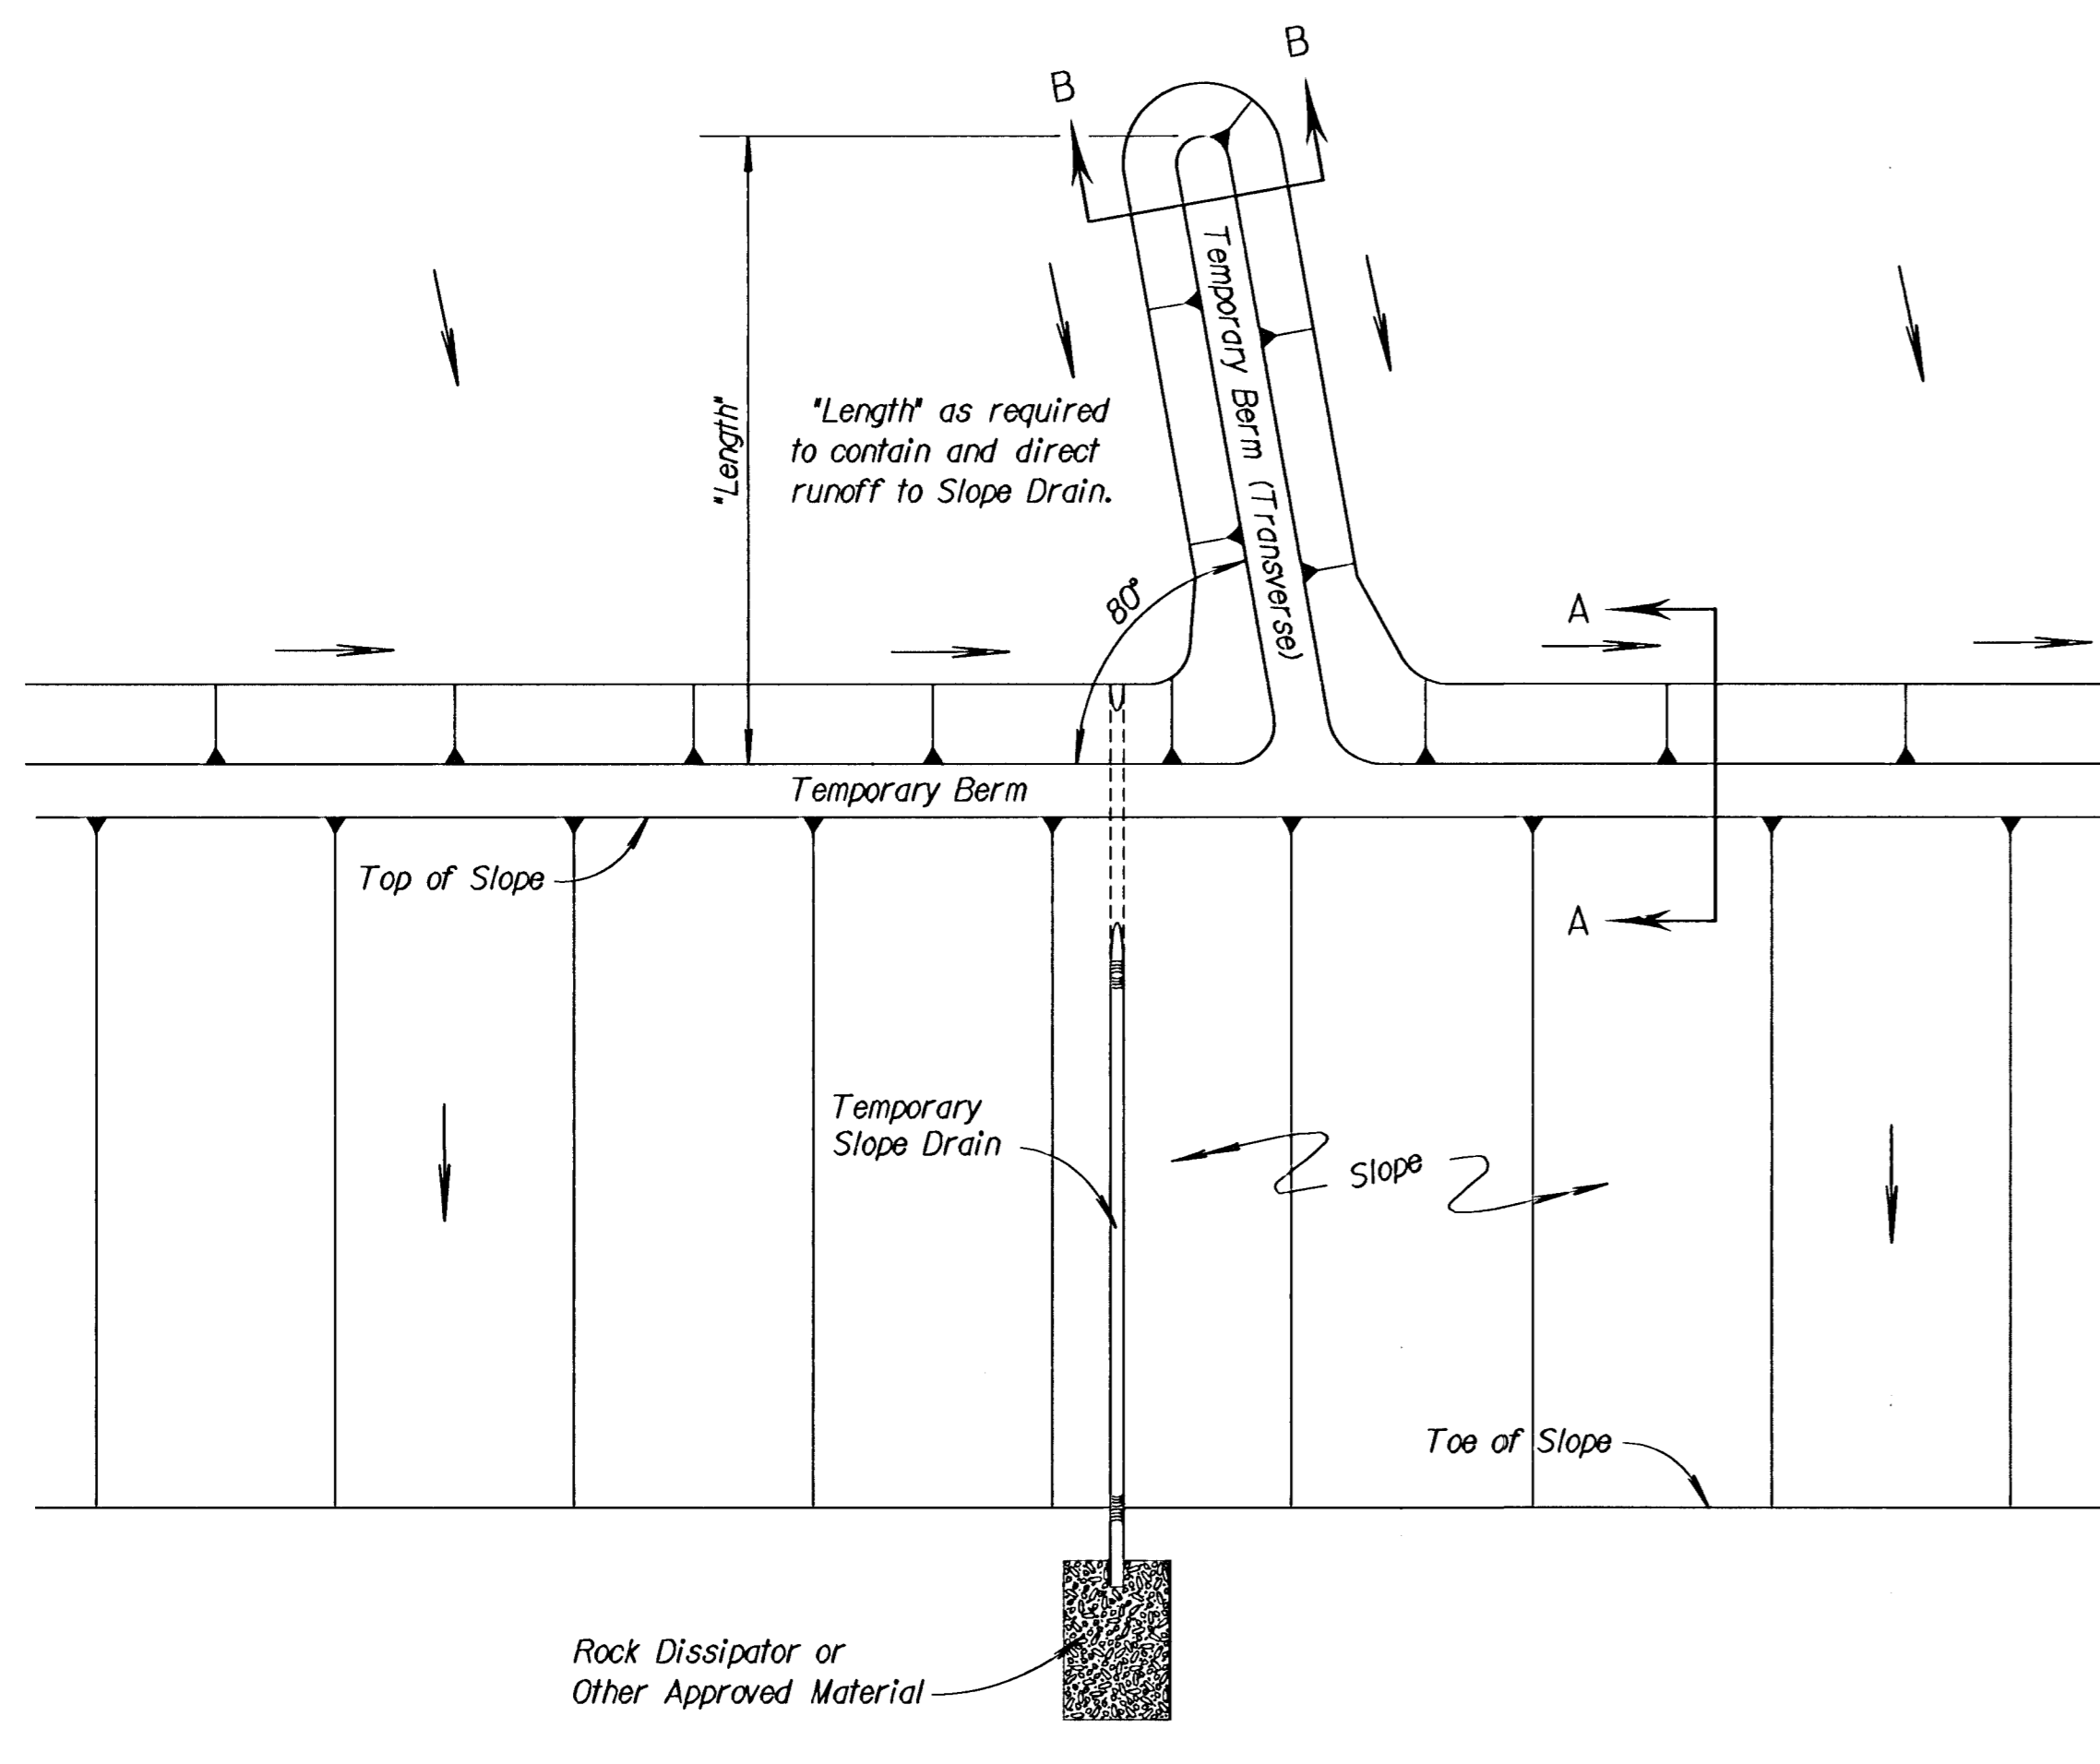 B
B
Temporary Berm (Transverse)
"Length"
"Length" as required
to contain and direct
runoff to Slope Drain.
80°
A
Temporary Berm
Top of Slope
A
Temporary
Slope Drain
Slope
Toe of Slope
Rock Dissipator or
Other Approved Material